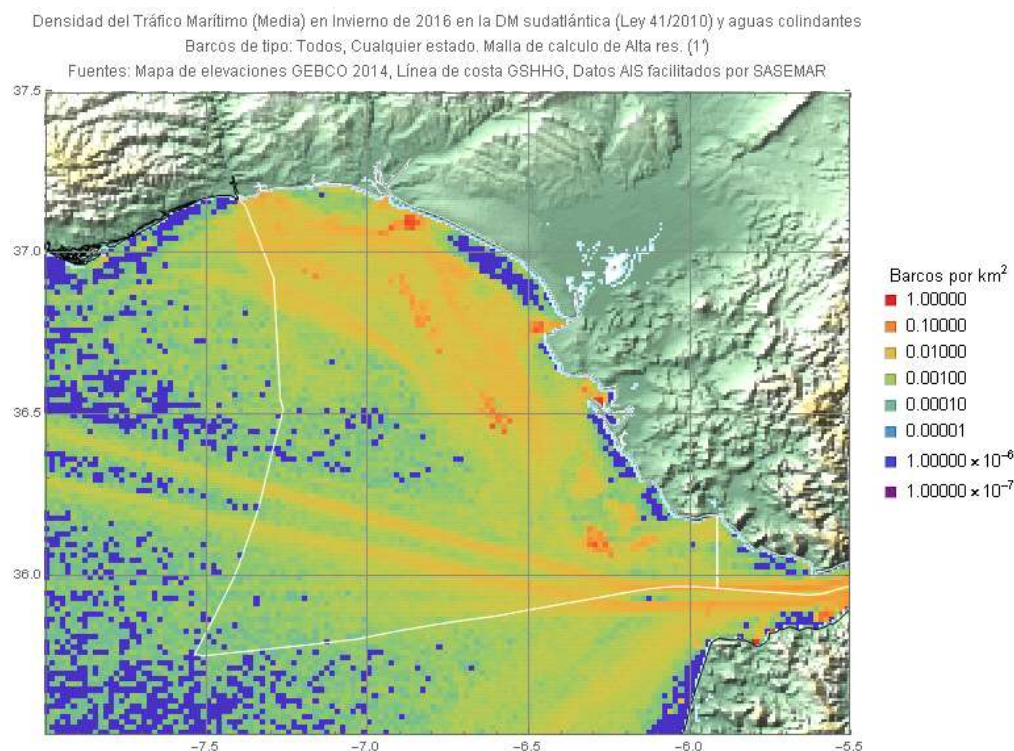 Densidad del Tráfico Marítimo (Media) en Invierno de 2016 en la DM sudatlántica (Ley 41/2010) y aguas colindantes
Barcos de tipo: Todos, Cualquier estado. Malla de calculo de Alta res. (1')
Fuentes: Mapa de elevaciones GEBCO 2014, Línea de costa GSHHG, Datos AIS facilitados por SASEMAR
37.5
37.0
36.5
36.0
-7.5
-7.0
-6.5
-6.0
-5.5
Barcos por km²
1.00000
0.10000
0.01000
0.00100
0.00010
0.00001
1.00000 × 10⁻⁶
1.00000 × 10⁻⁷